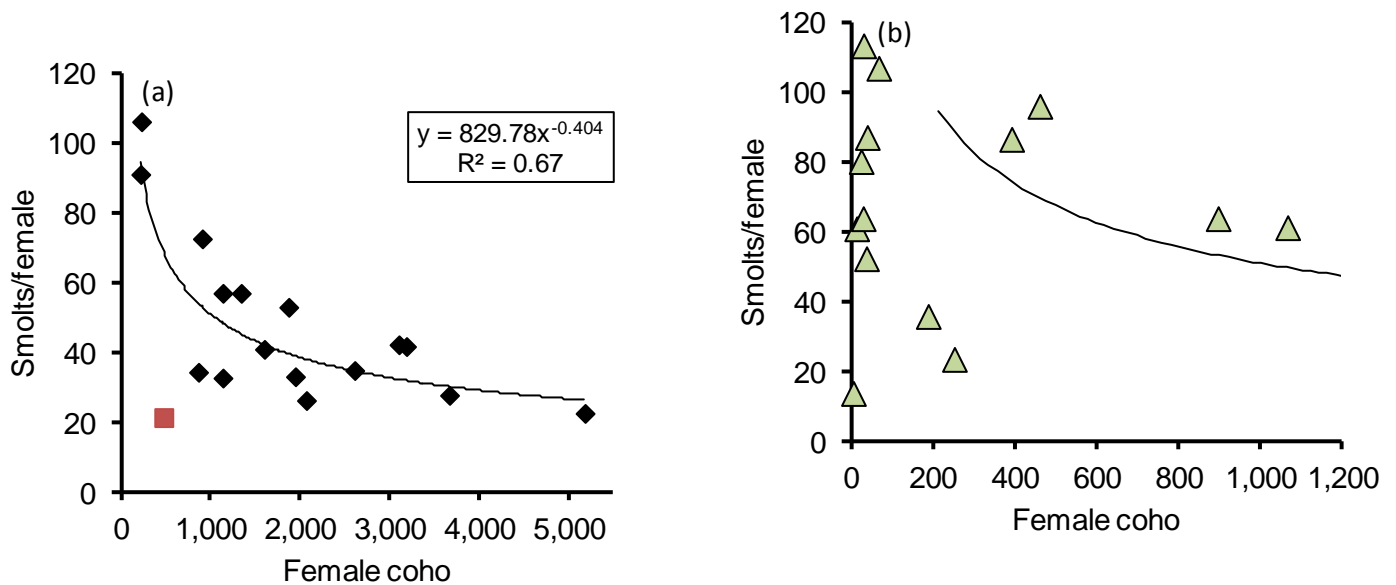 (a)
120
100
80
60
40
20
0
Smolts/female
y = 829.78x^-0.404
R² = 0.67
0 1,000 2,000 3,000 4,000 5,000
Female coho
(b)
120
100
80
60
40
20
0
Smolts/female
0 200 400 600 800 1,000 1,200
Female coho